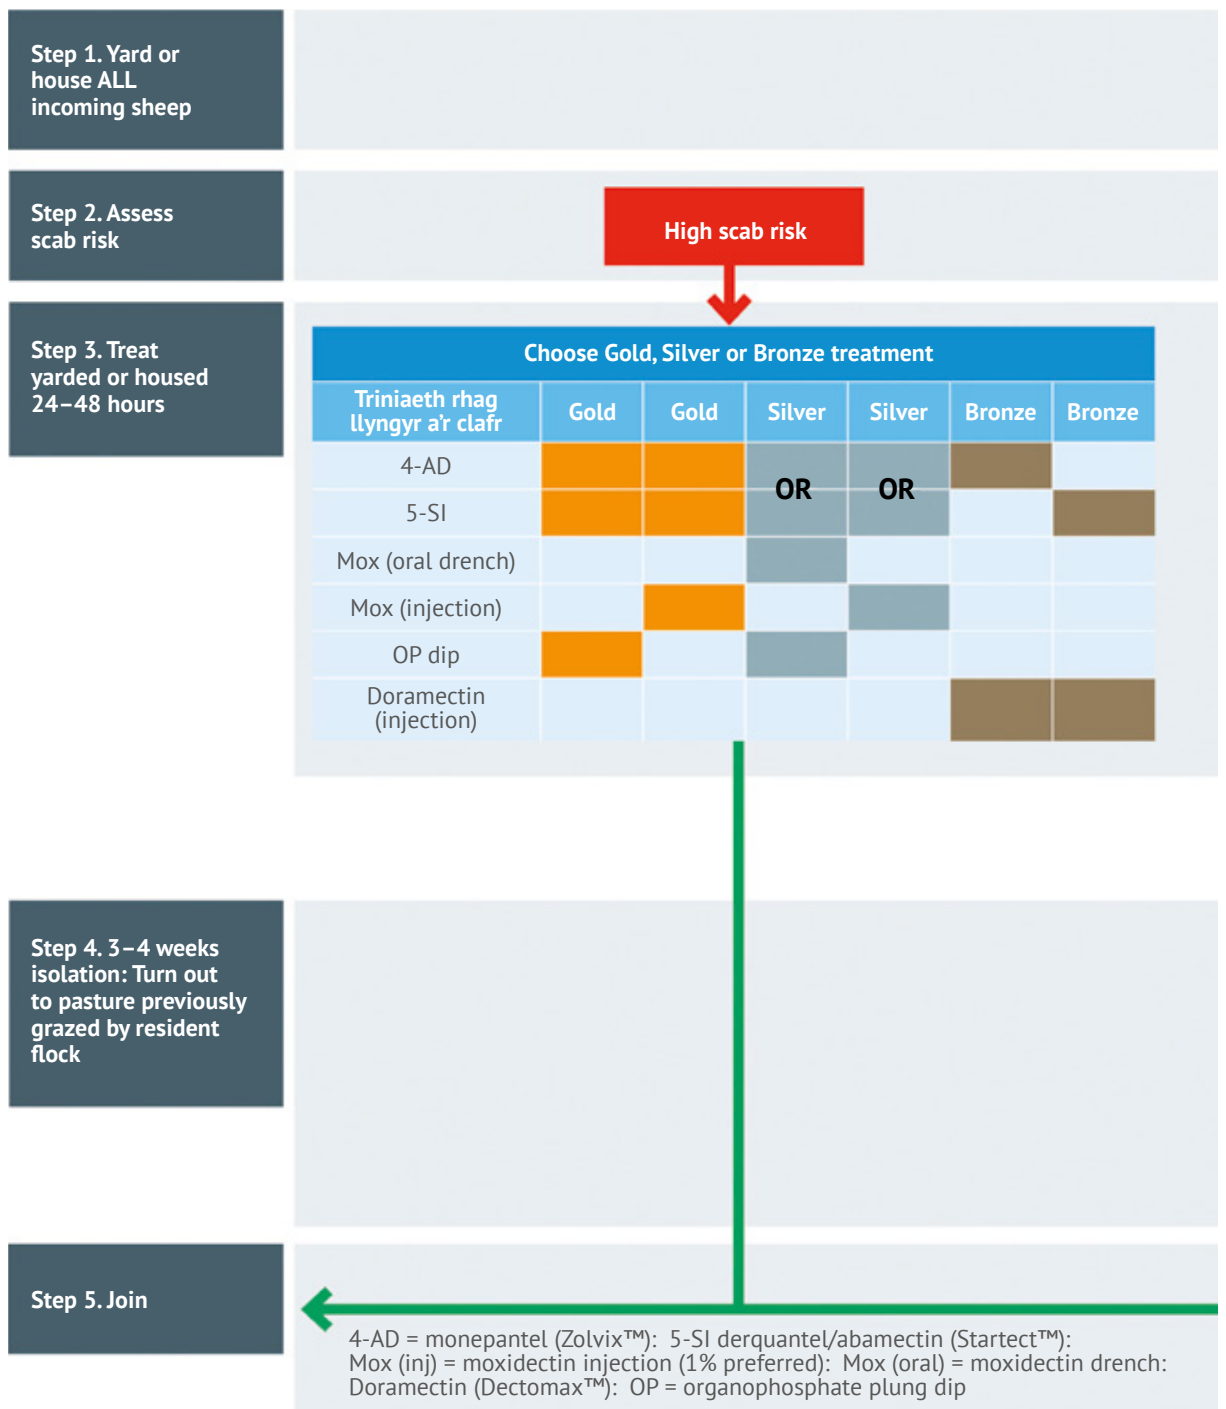 Step 1. Yard or
house ALL
incoming sheep
Step 2. Assess
scab risk
High scab risk
Step 3. Treat
yarded or housed
24–48 hours
Choose Gold, Silver or Bronze treatment
Triniaeth rhag
llyngyr a'r clafr
Gold
Gold
Silver
Silver
Bronze
Bronze
4-AD
OR
OR
5-SI
Mox (oral drench)
Mox (injection)
OP dip
Doramectin
(injection)
Step 4. 3–4 weeks
isolation: Turn out
to pasture previously
grazed by resident
flock
Step 5. Join
4-AD = monepantel (Zolvix™): 5-SI derquantel/abamectin (Startect™):
Mox (inj) = moxidectin injection (1% preferred): Mox (oral) = moxidectin drench:
Doramectin (Dectomax™): OP = organophosphate plung dip